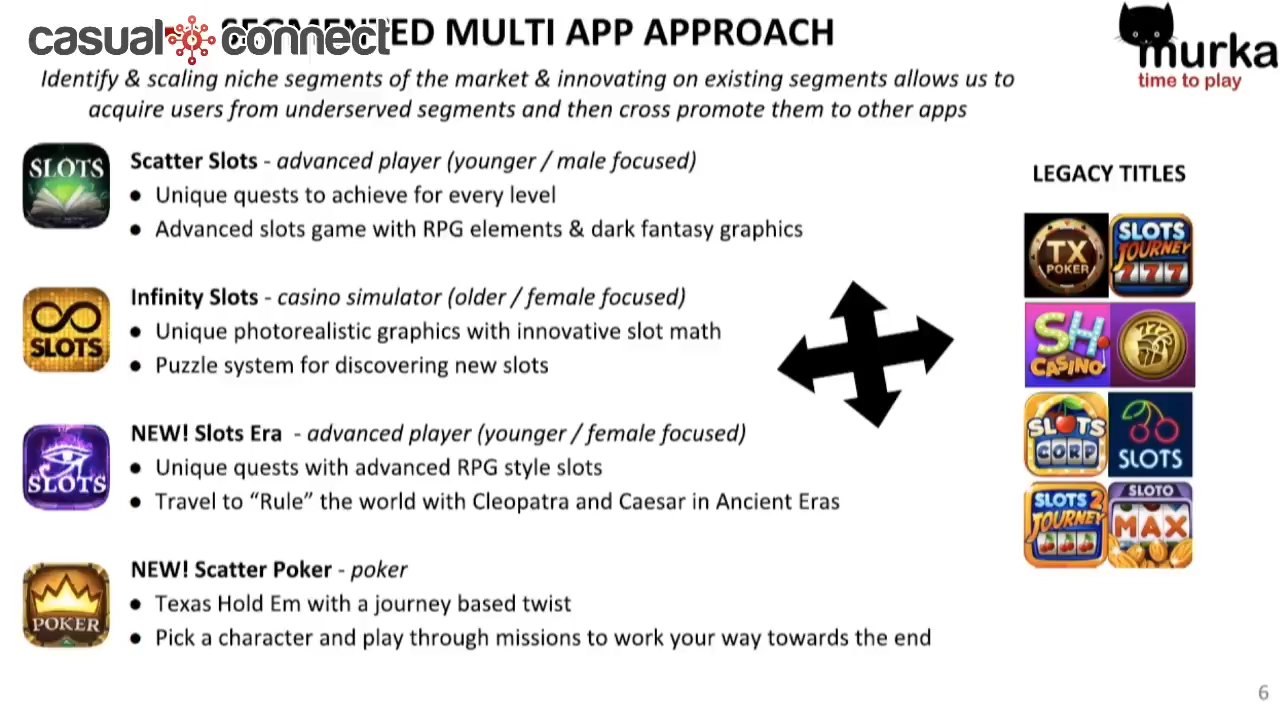 casual connect
ED MULTI APP APPROACH
murka
time to play
Identify & scaling niche segments of the market & innovating on existing segments allows us to
acquire users from underserved segments and then cross promote them to other apps
SLOTS
Scatter Slots - advanced player (younger / male focused)
● Unique quests to achieve for every level
● Advanced slots game with RPG elements & dark fantasy graphics
SLOTS
Infinity Slots - casino simulator (older / female focused)
● Unique photorealistic graphics with innovative slot math
● Puzzle system for discovering new slots
SLOTS
NEW! Slots Era - advanced player (younger / female focused)
● Unique quests with advanced RPG style slots
● Travel to “Rule” the world with Cleopatra and Caesar in Ancient Eras
POKER
NEW! Scatter Poker - poker
● Texas Hold Em with a journey based twist
● Pick a character and play through missions to work your way towards the end
LEGACY TITLES
TX
POKER
SLOTS
JOURNEY
777
SH
CASINO
777
SLOTS
CORP
SLOTS
SLOTS 2
JOURNEY
SLOTO
MAX
6